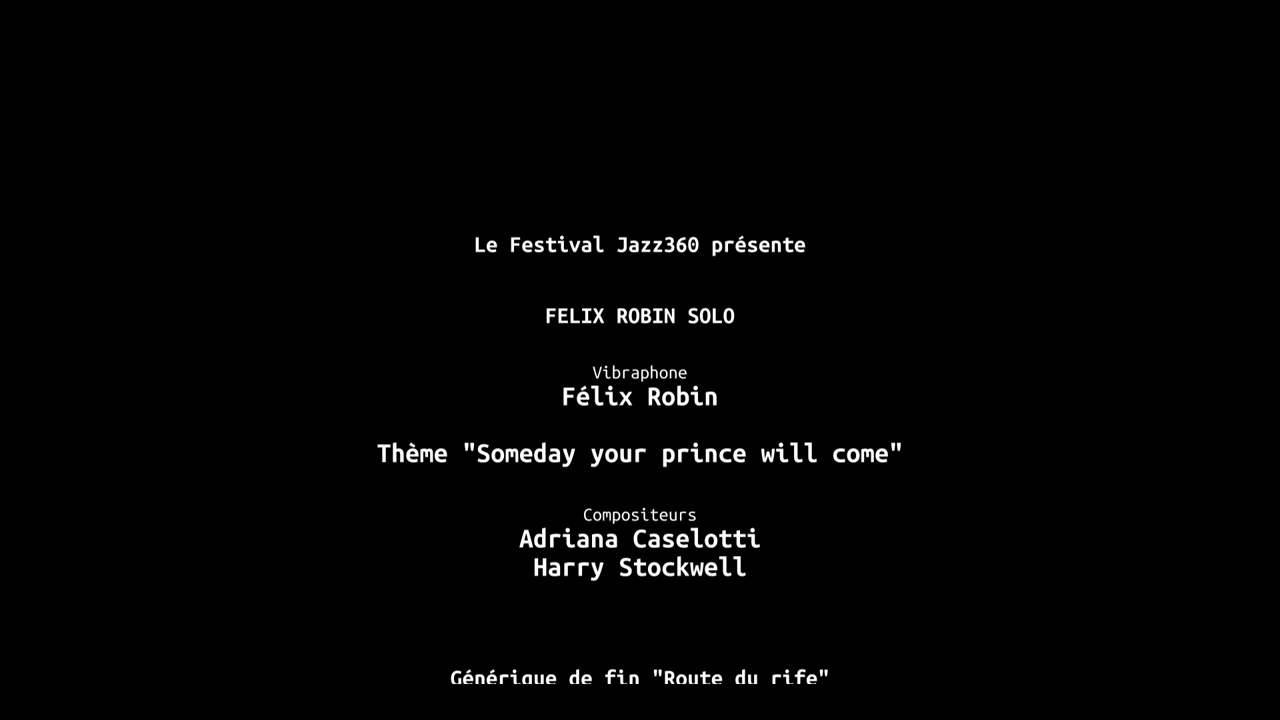 Le Festival Jazz360 présente
FELIX ROBIN SOLO
Vibraphone
Félix Robin
Thème "Someday your prince will come"
Compositeurs
Adriana Caselotti
Harry Stockwell
Générique de fin "Route du rife"